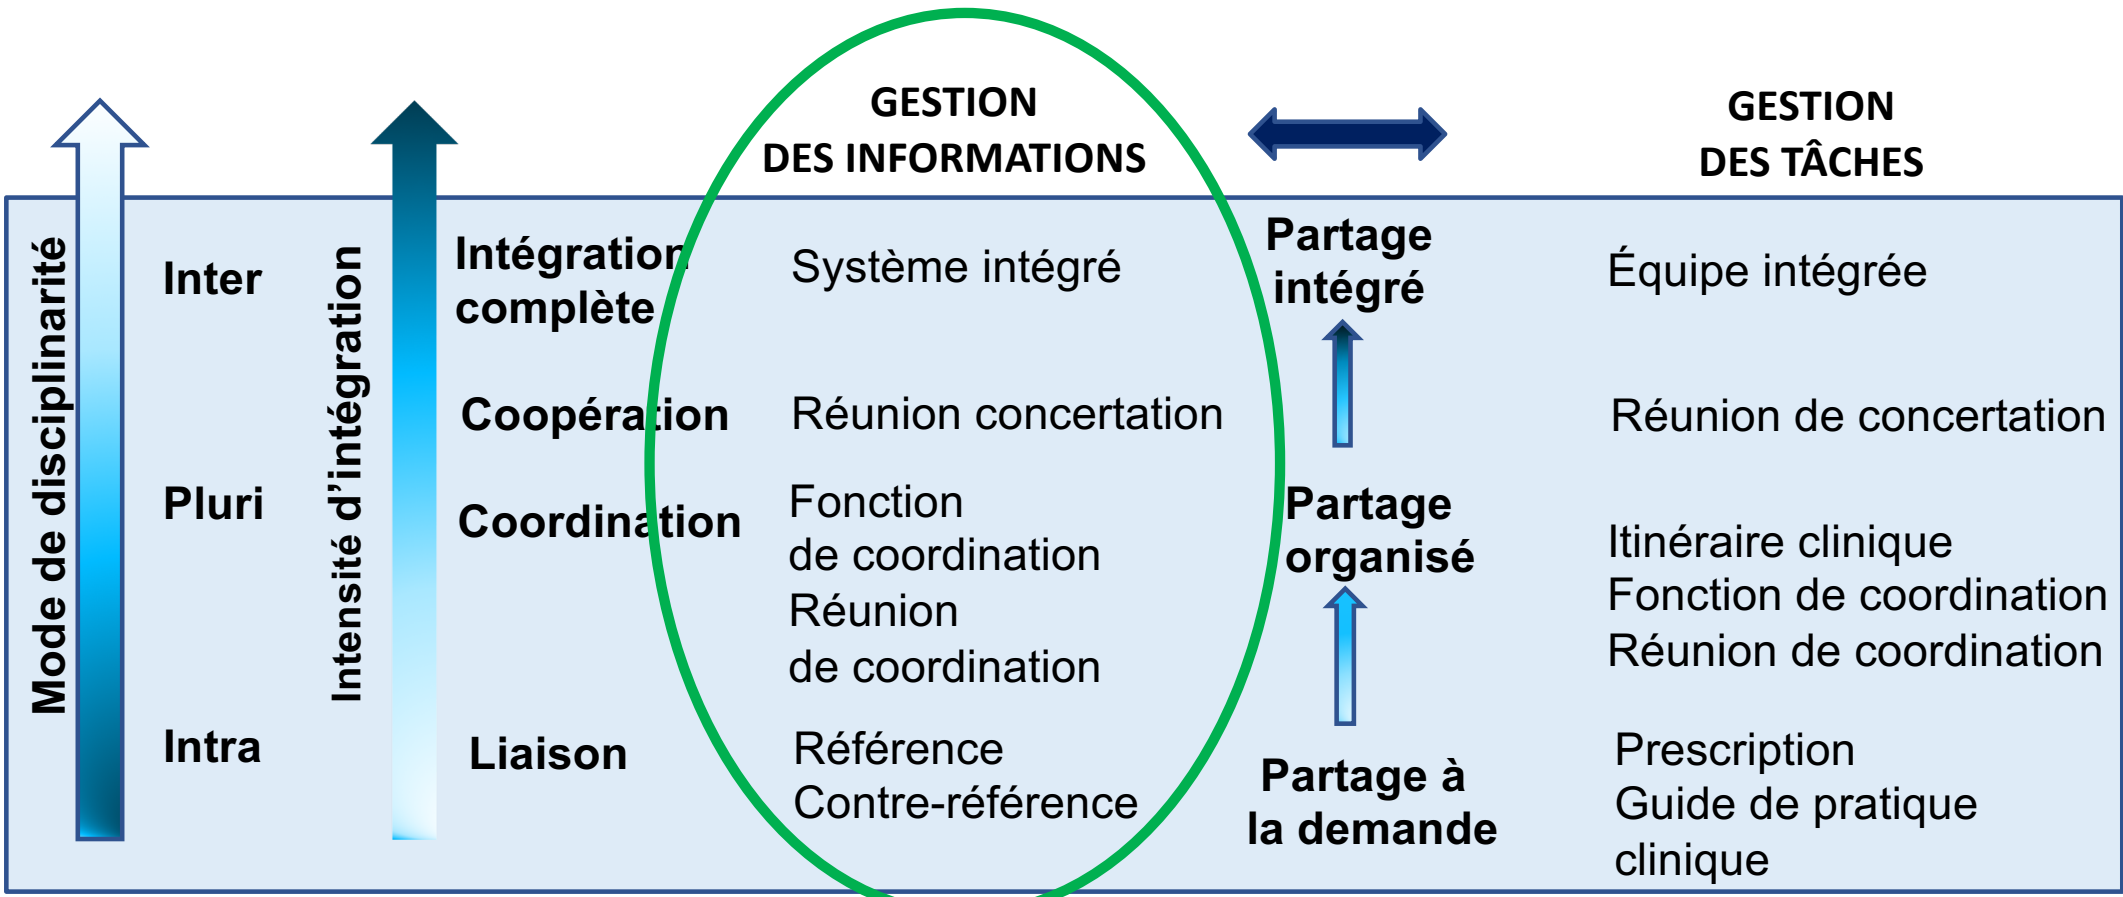 GESTION
DES INFORMATIONS
GESTION
DES TÂCHES
Mode de disciplinarité
Inter
Pluri
Intra
Intensité d’intégration
Intégration
complète
Coopération
Coordination
Liaison
Système intégré
Réunion concertation
Fonction
de coordination
Réunion
de coordination
Référence
Contre-référence
Partage
intégré
Partage
organisé
Partage à
la demande
Équipe intégrée
Réunion de concertation
Itinéraire clinique
Fonction de coordination
Réunion de coordination
Prescription
Guide de pratique
clinique